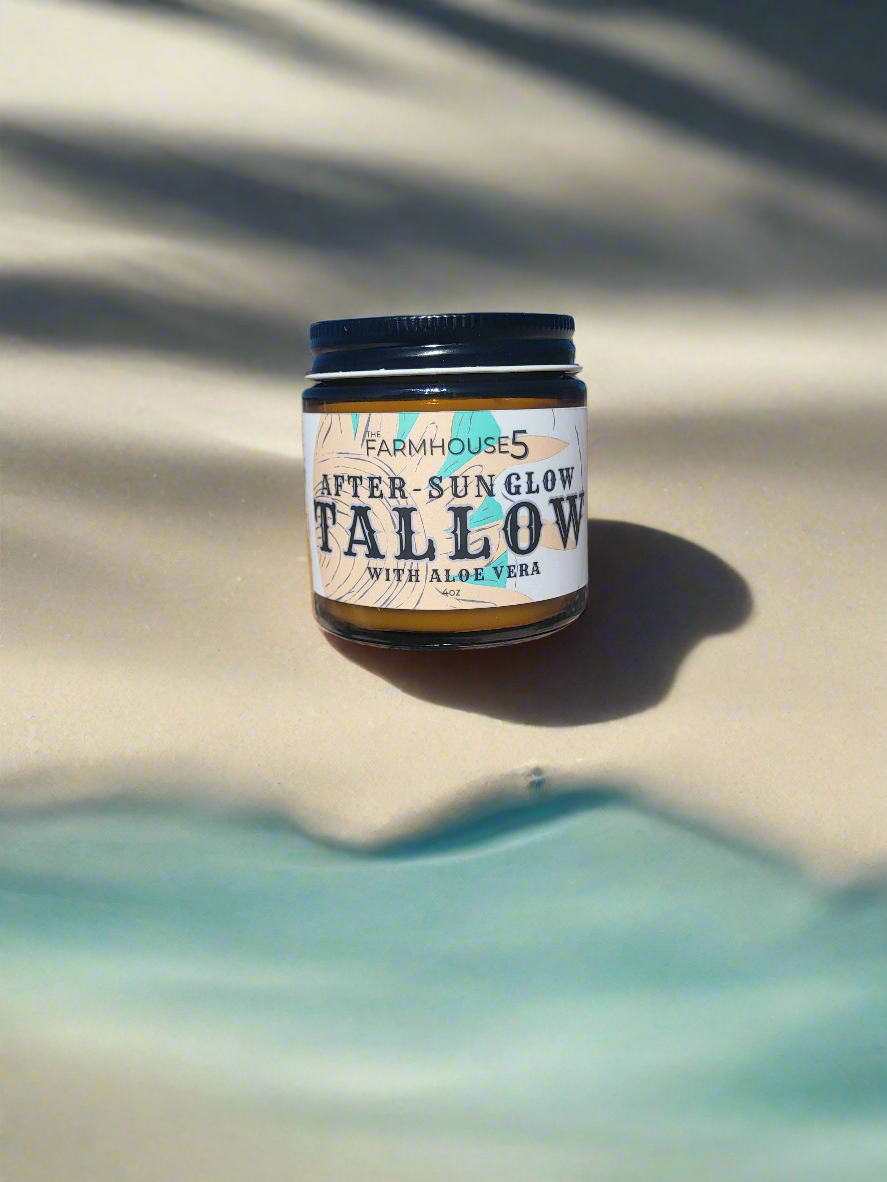 THE
FARMHOUSE5
AFTER-SUN GLOW
TALLOW
WITH ALOE VERA
4oz